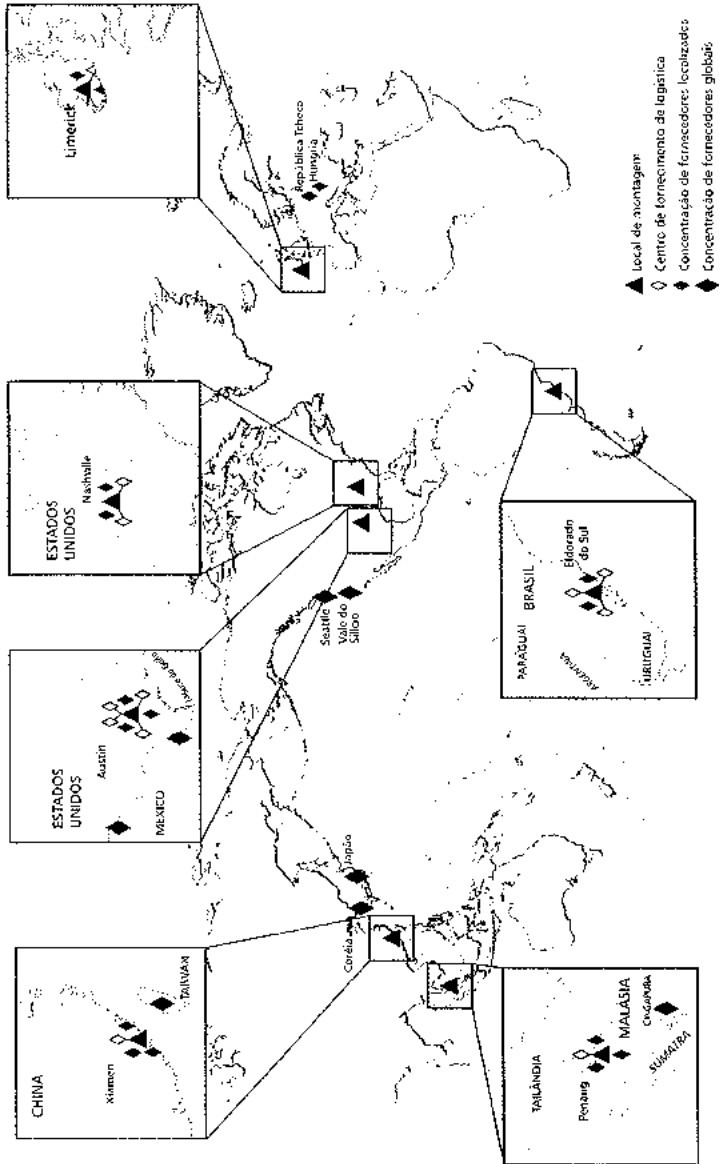 CHINA
Xiamen
TAIWAN
ESTADOS
UNIDOS
Austin
MÉXICO
ESTADOS
UNIDOS
Nashville
Limerick
República Tcheca
Hungria
Coréia
Japão
Seattle
Vale do
Silício
TAILÂNDIA
Penang
MALÁSIA
CINGAPURA
SUMATRA
PARAGUAI
BRASIL
Eldorado
do Sul
ARGENTINA
URUGUAI
Local de montagem
Centro de fornecimento de logística
Concentração de fornecedores localizados
Concentração de fornecedores globais